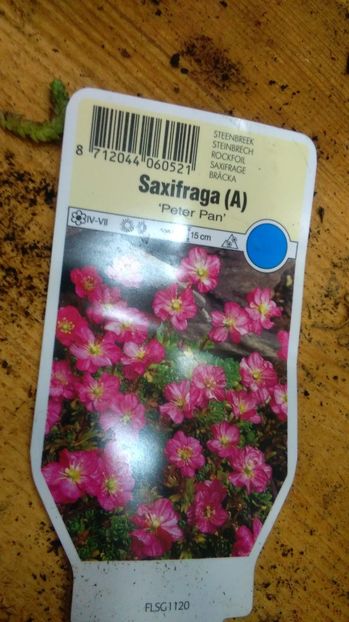 STEENBREEK
STEINBRECH
ROCKFOIL
SAXIFRAGE
BRÄCKA
8 712044 060521
Saxifraga (A)
'Peter Pan'
IV-VII
15 cm
FLSG1120